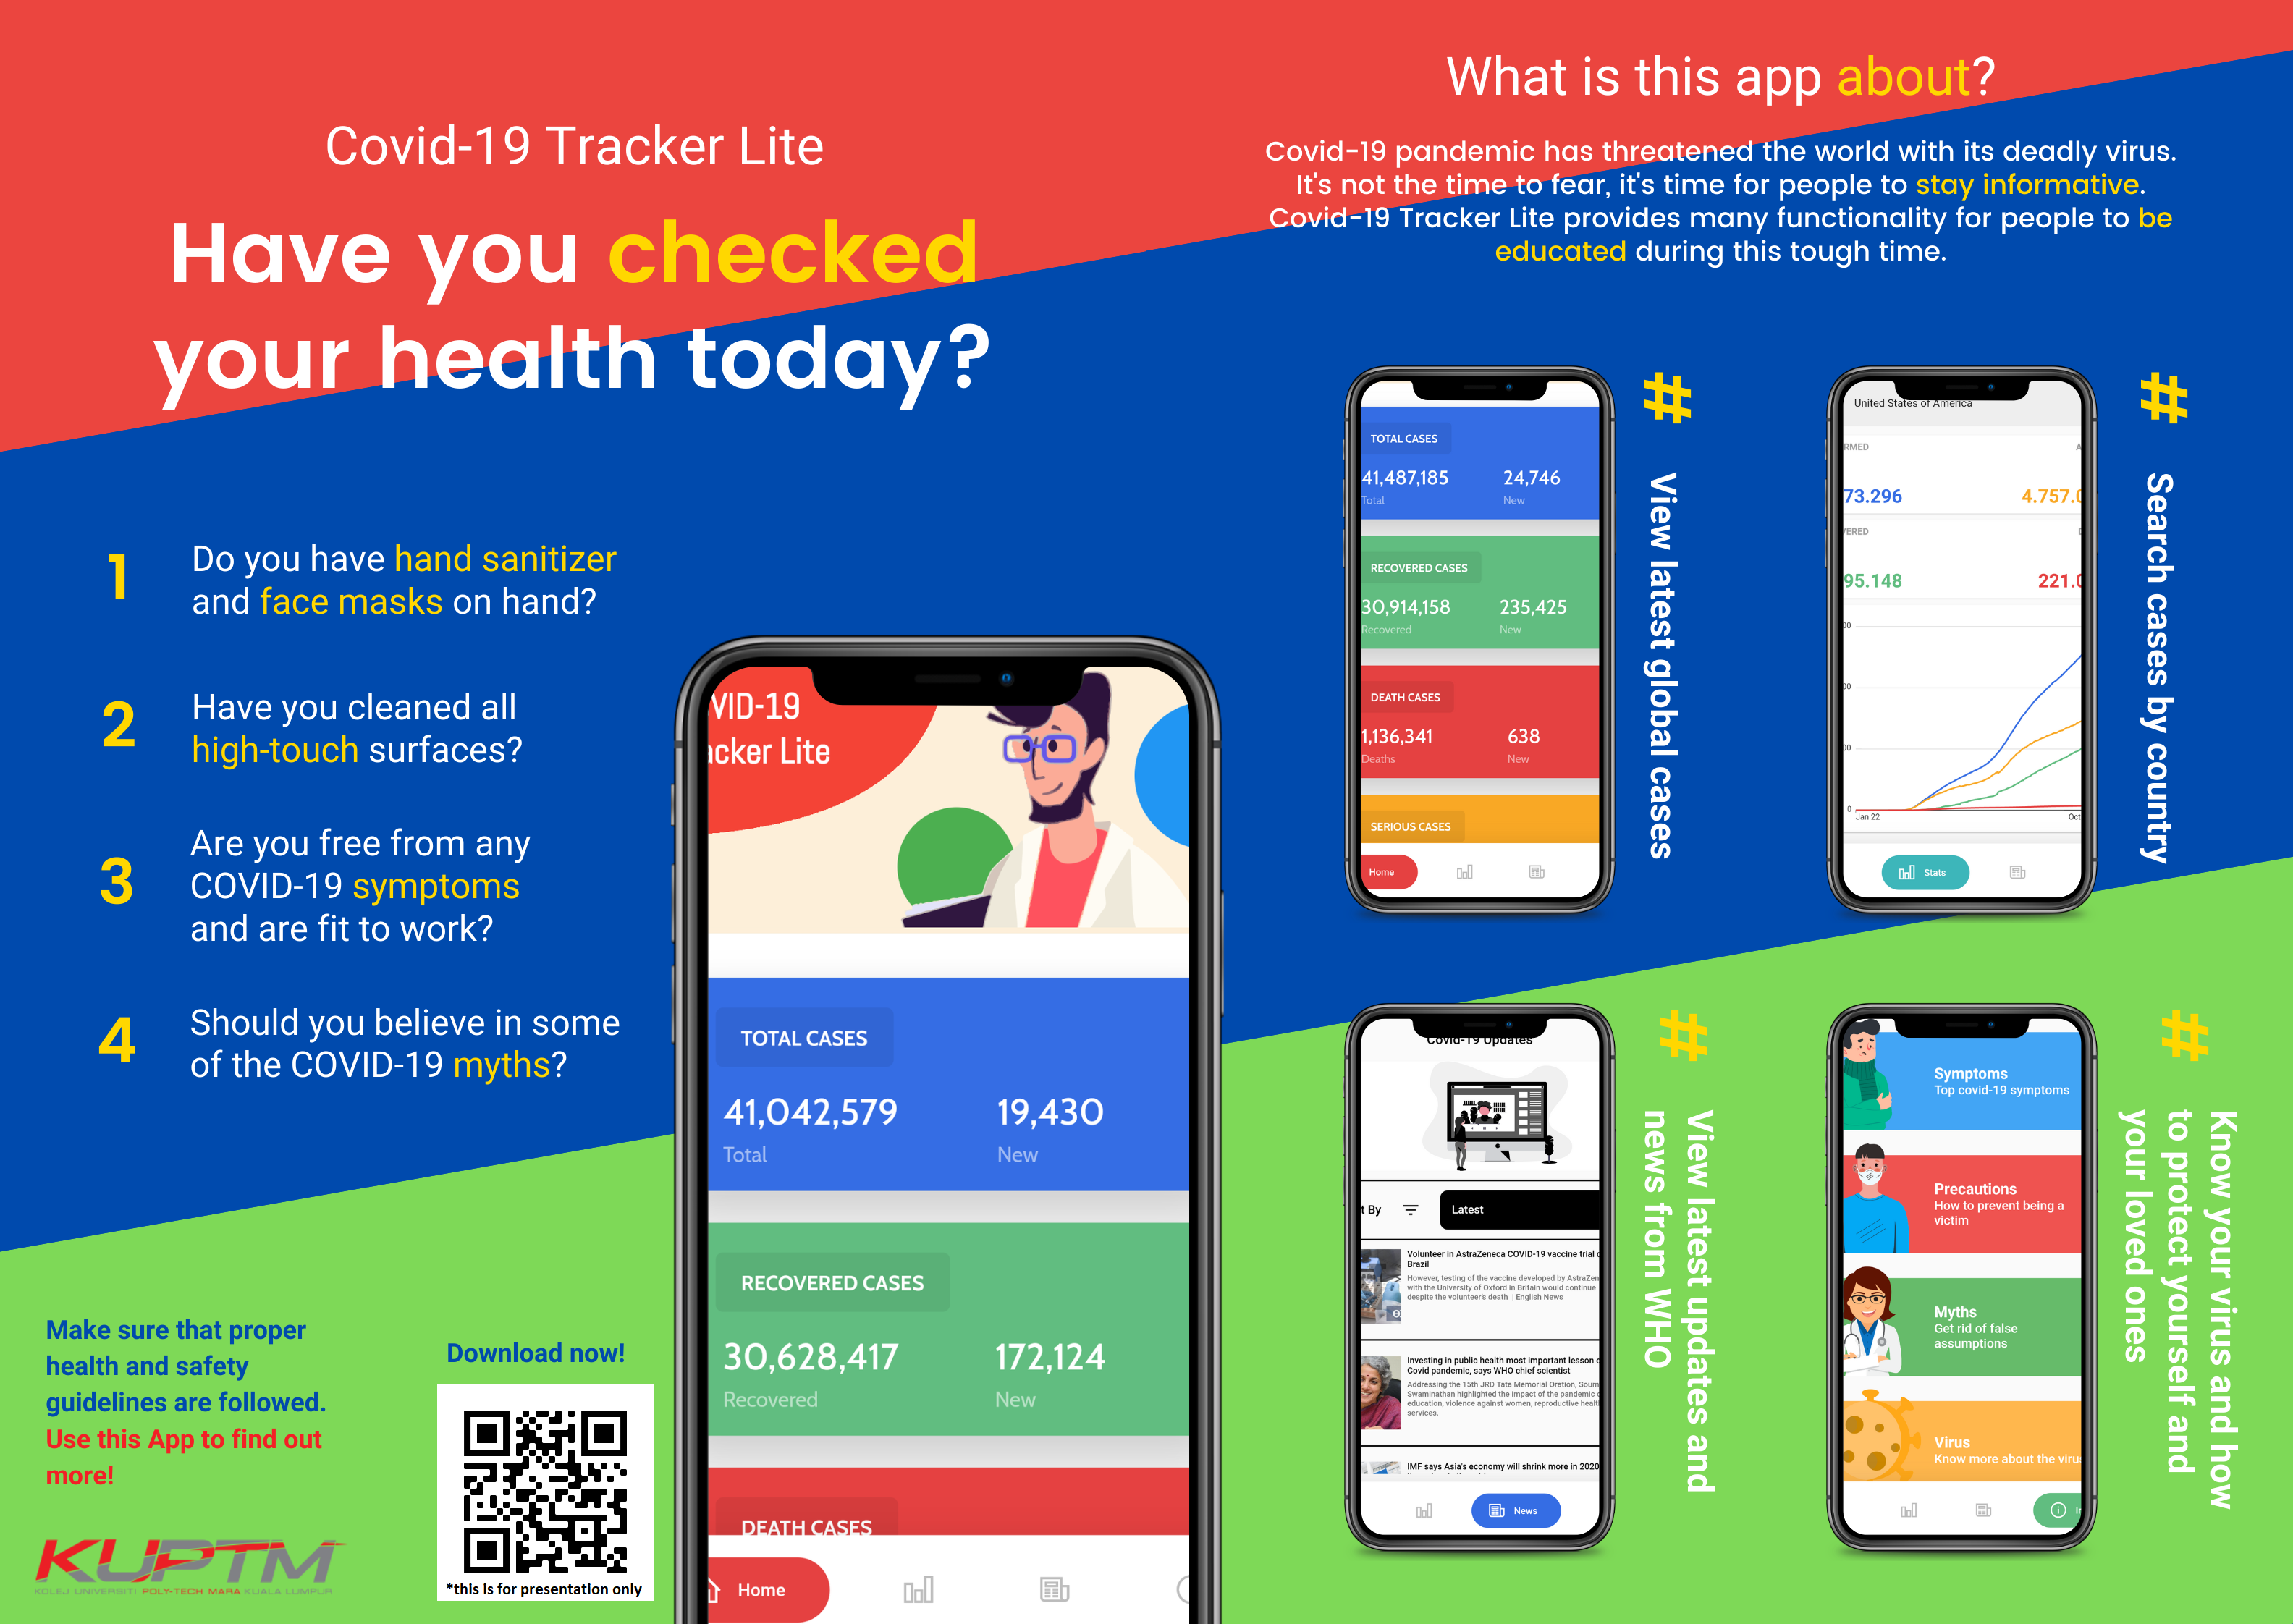 Covid-19 Tracker Lite
Have you checked
your health today?
1
Do you have hand sanitizer
and face masks on hand?
2
Have you cleaned all
high-touch surfaces?
3
Are you free from any
COVID-19 symptoms
and are fit to work?
4
Should you believe in some
of the COVID-19 myths?
Make sure that proper
health and safety
guidelines are followed.
Use this App to find out
more!
Download now!
*this is for presentation only
KUPTM
KOLEJ UNIVERSITI POLY-TECH MARA KUALA LUMPUR
VID-19
acker Lite
TOTAL CASES
41,042,579 19,430
Total New
RECOVERED CASES
30,628,417 172,124
Recovered New
DEATH CASES
Home
What is this app about?
Covid-19 pandemic has threatened the world with its deadly virus.
It's not the time to fear, it's time for people to stay informative.
Covid-19 Tracker Lite provides many functionality for people to be
educated during this tough time.
TOTAL CASES
41,487,185 24,746
Total New
RECOVERED CASES
30,914,158 235,425
Recovered New
DEATH CASES
1,136,341 638
Deaths New
SERIOUS CASES
Home
# View latest global cases
United States of America
RMED A
73.296 4.757.0
ERED
95.148 221.0
00
00
00
0
Jan 22 Oct
Stats
# Search cases by country
Covid-19 Updates
t By Latest
Volunteer in AstraZeneca COVID-19 vaccine trial
Brazil
However, testing of the vaccine developed by AstraZen
with the University of Oxford in Britain would continue
despite the volunteer's death | English News
Investing in public health most important lesson
Covid pandemic, says WHO chief scientist
Addressing the 15th JRD Tata Memorial Oration, Soum
Swaminathan highlighted the impact of the pandemic
education, violence against women, reproductive healt
services.
IMF says Asia's economy will shrink more in 2020
News
#
View latest updates and
news from WHO
Symptoms
Top covid-19 symptoms
Precautions
How to prevent being a
victim
Myths
Get rid of false
assumptions
Virus
Know more about the viru
#
Know your virus and how
to protect yourself and
your loved ones